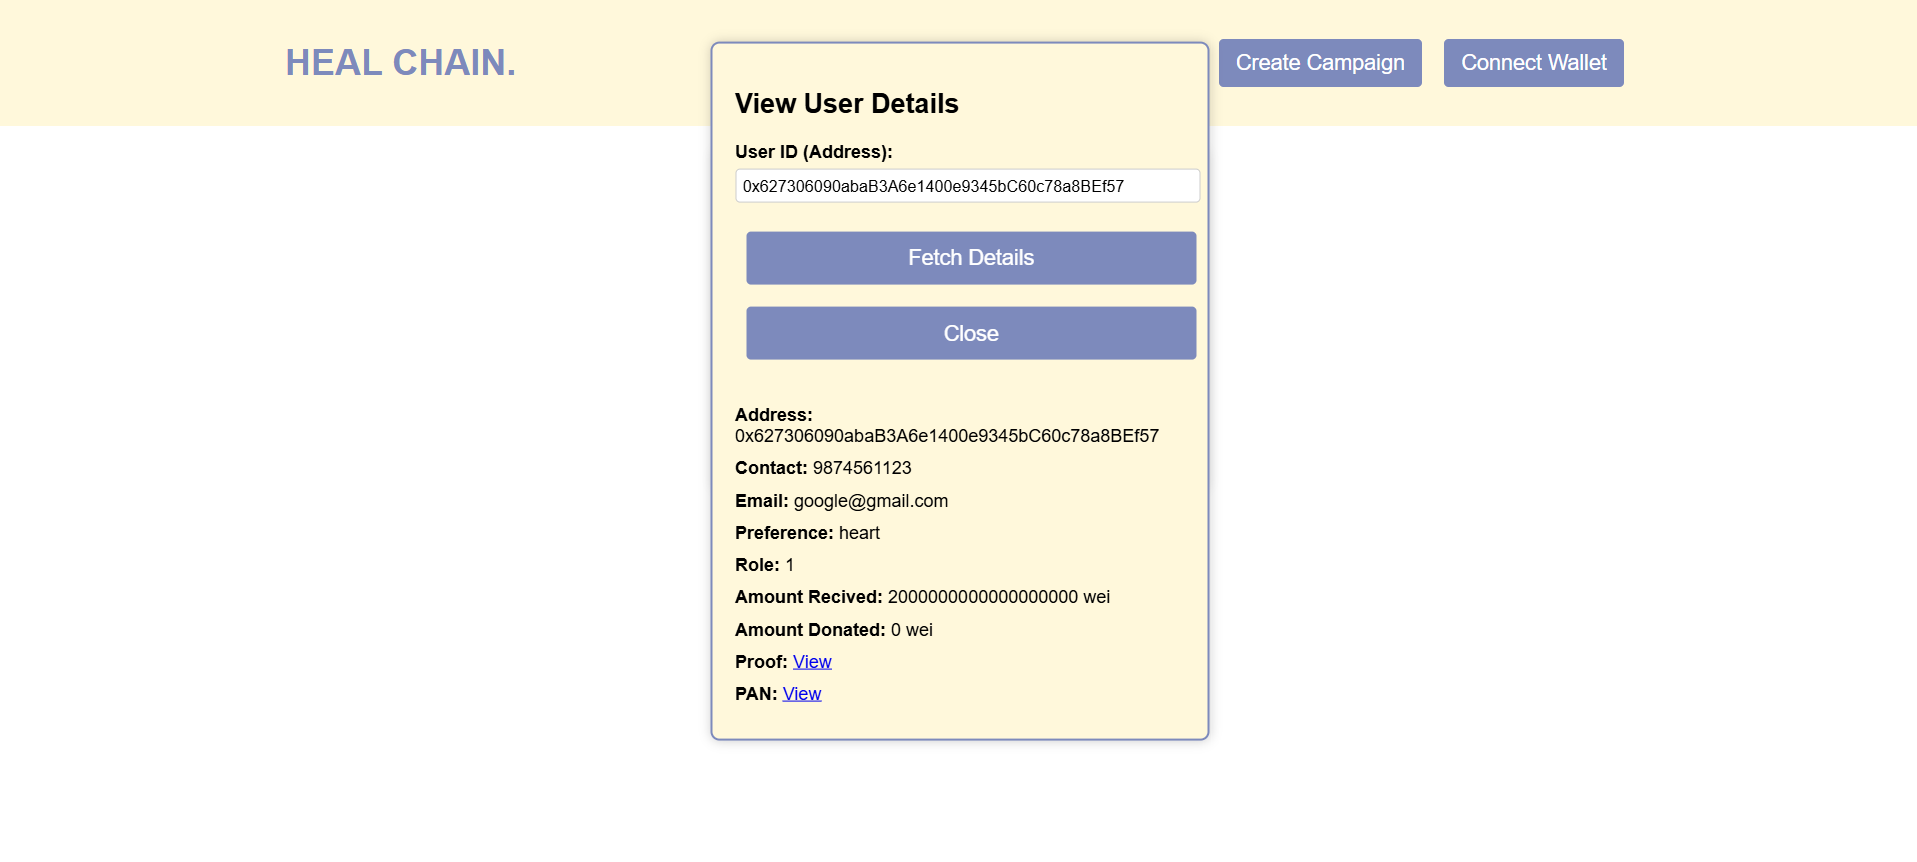 HEAL CHAIN.
Create Campaign
Connect Wallet
View User Details
User ID (Address):
0x627306090abaB3A6e1400e9345bC60c78a8BEf57
Fetch Details
Close
Address:
0x627306090abaB3A6e1400e9345bC60c78a8BEf57
Contact: 9874561123
Email: google@gmail.com
Preference: heart
Role: 1
Amount Recived: 2000000000000000000 wei
Amount Donated: 0 wei
Proof: View
PAN: View